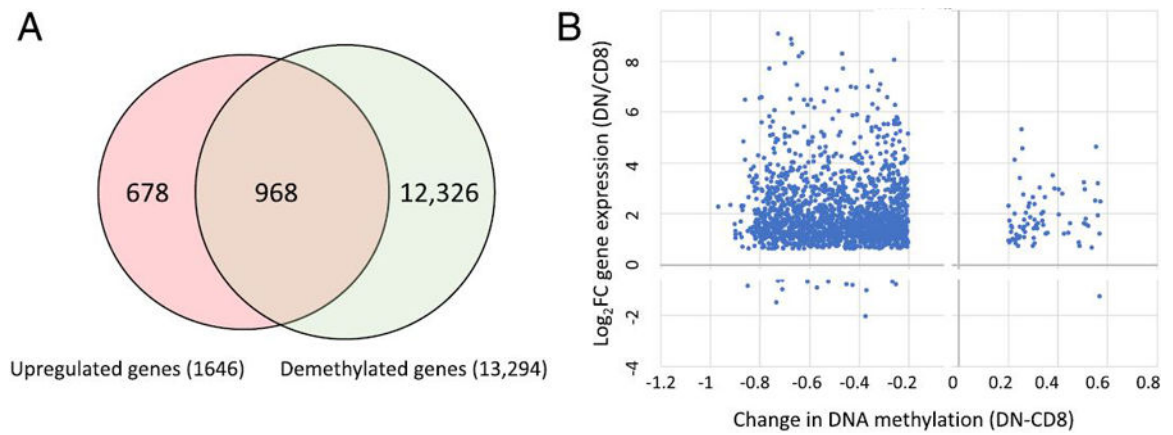 A
678
968
12,326
Upregulated genes (1646)
Demethylated genes (13,294)
B
Log₂FC gene expression (DN/CD8)
8
6
4
2
0
-2
-4
-1.2 -1 -0.8 -0.6 -0.4 -0.2 0 0.2 0.4 0.6 0.8
Change in DNA methylation (DN-CD8)